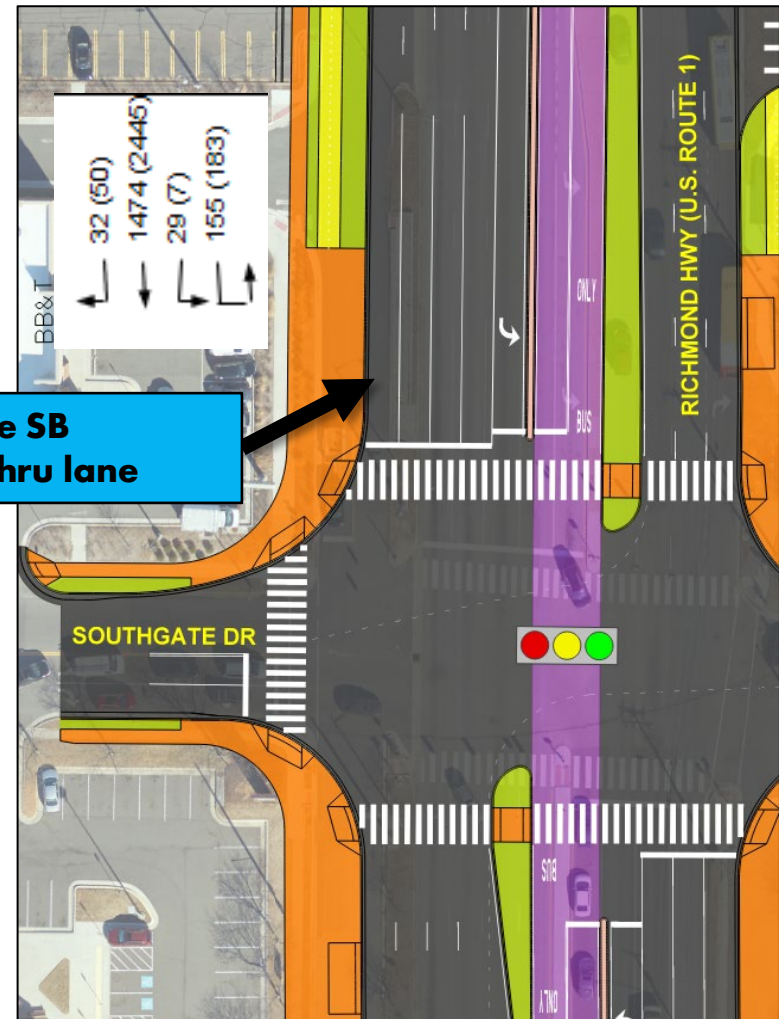 32 (50)
1474 (2445)
29 (7)
155 (183)
BB&T
RICHMOND HWY (U.S. ROUTE 1)
ONLY
BUS
e SB
hru lane
SOUTHGATE DR
BUS
ONLY